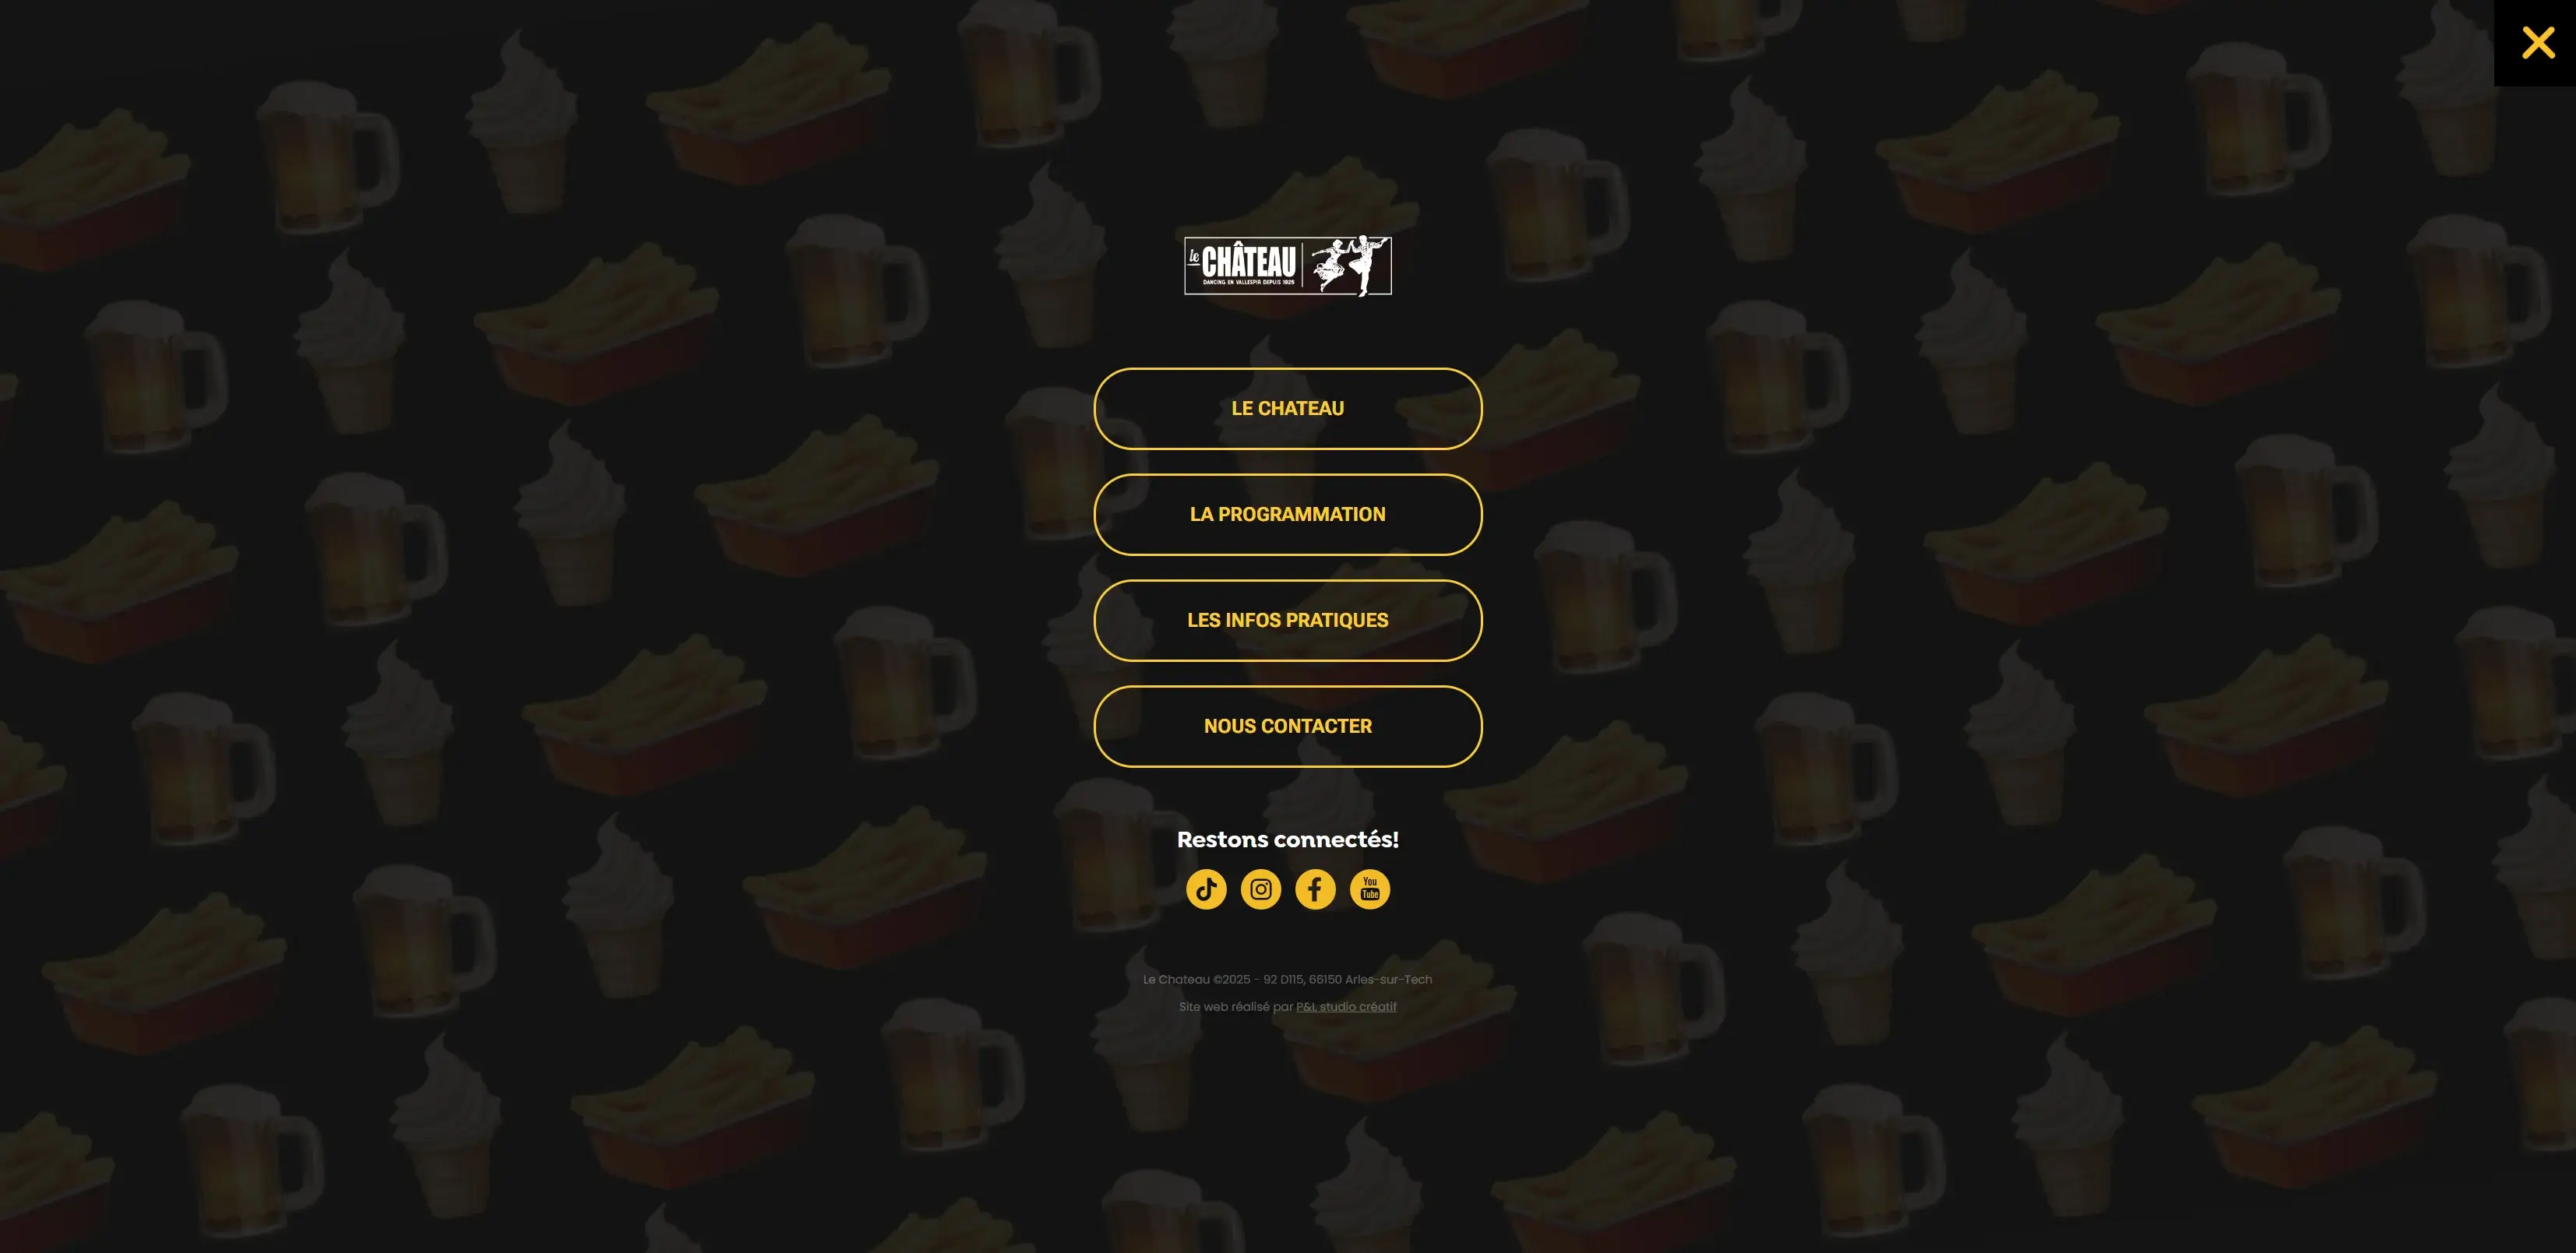 le CHÂTEAU
DANCING EN VALLESPIR DEPUIS 1925
LE CHATEAU
LA PROGRAMMATION
LES INFOS PRATIQUES
NOUS CONTACTER
Restons connectés!
You Tube
Le Chateau ©2025 - 92 D115, 66150 Arles-sur-Tech
Site web réalisé par P&L studio créatif